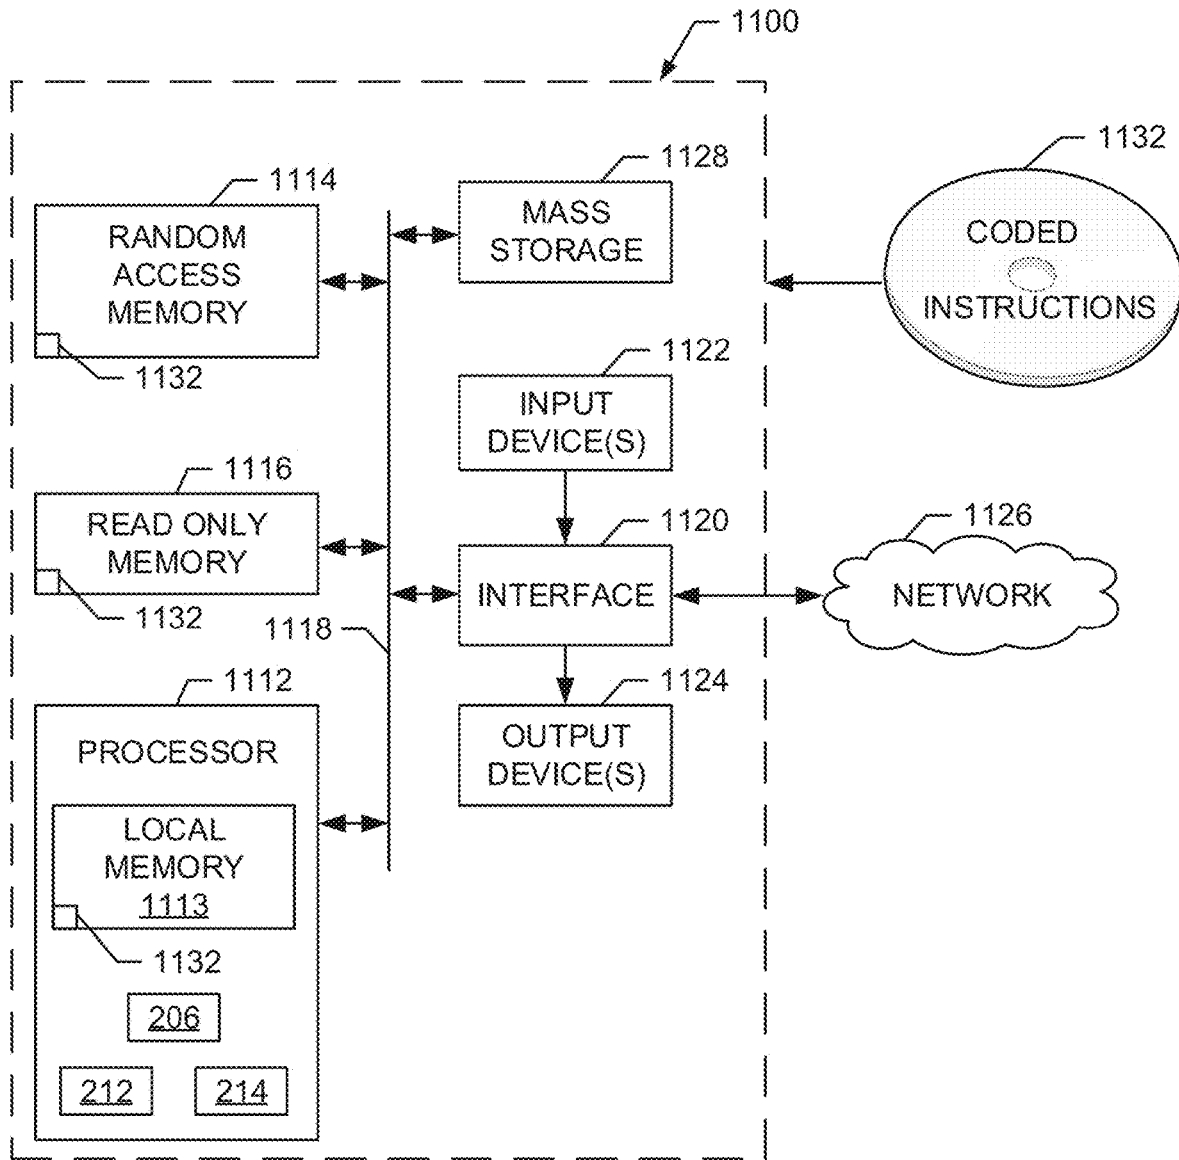 1100
1114
RANDOM
ACCESS
MEMORY
1132
1128
MASS
STORAGE
1132
CODED
INSTRUCTIONS
1122
INPUT
DEVICE(S)
1116
READ ONLY
MEMORY
1132
1120
INTERFACE
1126
NETWORK
1118
1112
PROCESSOR
LOCAL
MEMORY
1113
1132
206
212
214
1124
OUTPUT
DEVICE(S)